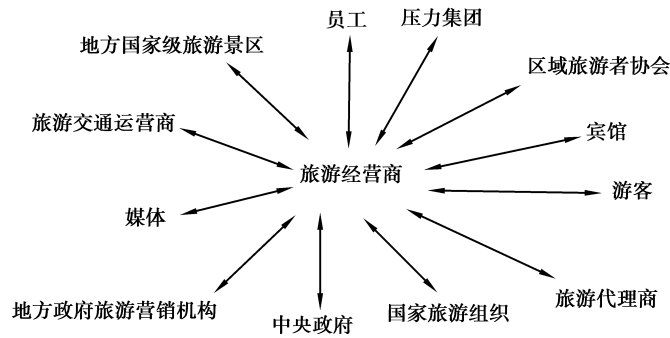 员工
压力集团
地方国家级旅游景区
区域旅游者协会
旅游交通运营商
宾馆
旅游经营商
游客
媒体
旅游代理商
地方政府旅游营销机构
国家旅游组织
中央政府